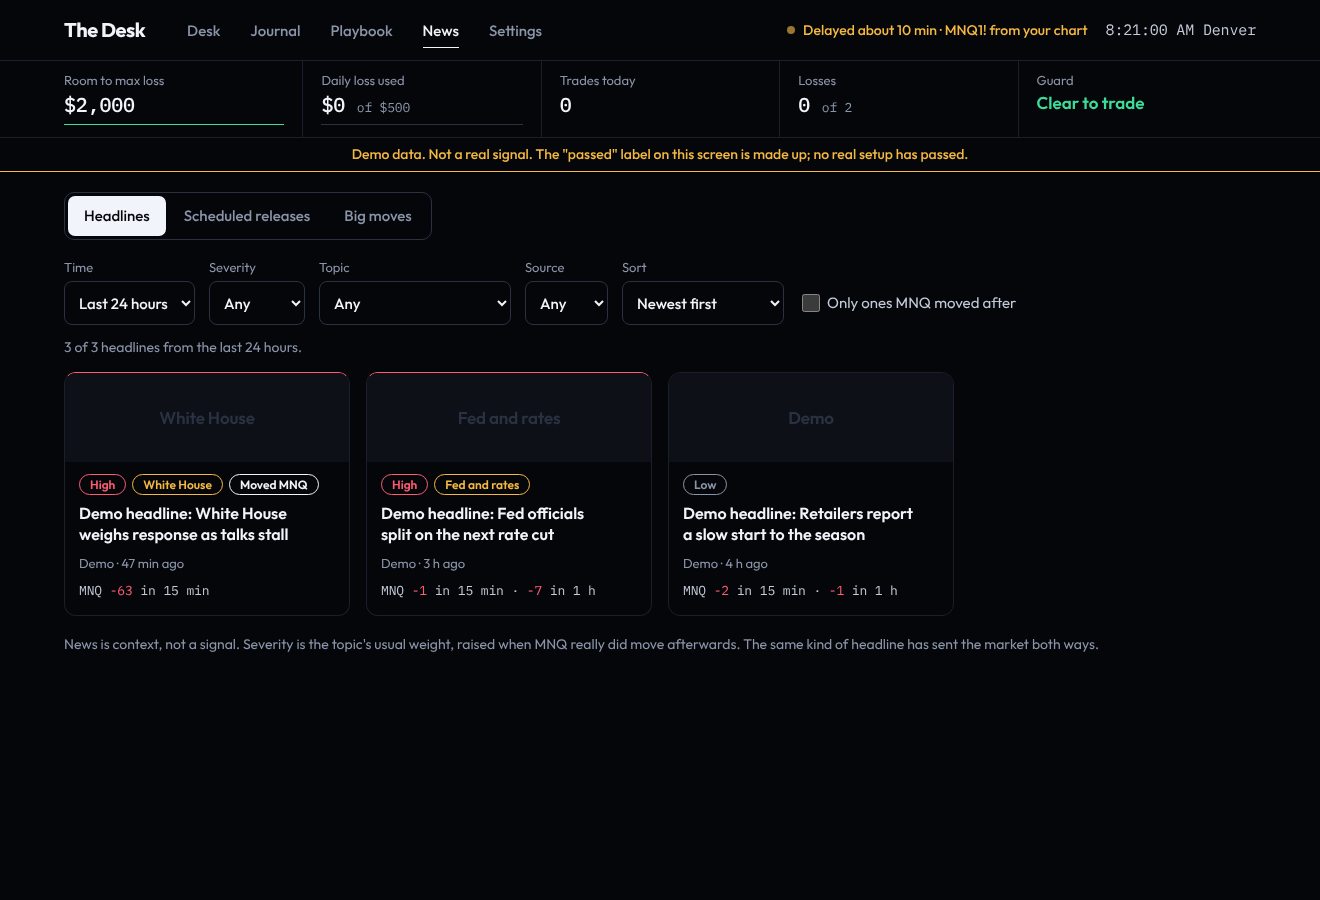 The Desk
Desk
Journal
Playbook
News
Settings
Delayed about 10 min · MNQ1! from your chart
8:21:00 AM Denver
Room to max loss
$2,000
Daily loss used
$0 of $500
Trades today
0
Losses
0 of 2
Guard
Clear to trade
Demo data. Not a real signal. The "passed" label on this screen is made up; no real setup has passed.
Headlines
Scheduled releases
Big moves
Time
Last 24 hours
Severity
Any
Topic
Any
Source
Any
Sort
Newest first
Only ones MNQ moved after
3 of 3 headlines from the last 24 hours.
White House
High
White House
Moved MNQ
Demo headline: White House
weighs response as talks stall
Demo · 47 min ago
MNQ -63 in 15 min
Fed and rates
High
Fed and rates
Demo headline: Fed officials
split on the next rate cut
Demo · 3 h ago
MNQ -1 in 15 min · -7 in 1 h
Demo
Low
Demo headline: Retailers report
a slow start to the season
Demo · 4 h ago
MNQ -2 in 15 min · -1 in 1 h
News is context, not a signal. Severity is the topic's usual weight, raised when MNQ really did move afterwards. The same kind of headline has sent the market both ways.